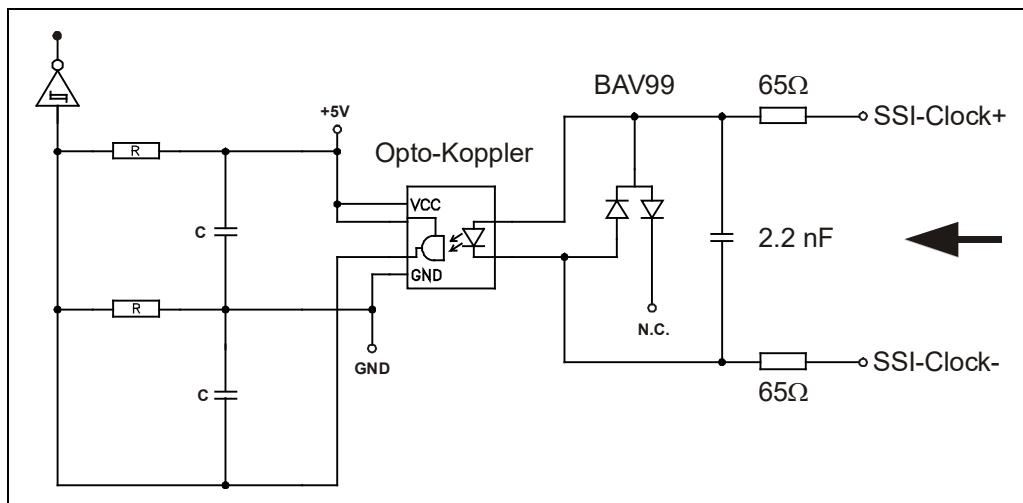 BAV99
65Ω
SSI-Clock+
+5V
R
Opto-Koppler
VCC
C
2.2 nF
GND
R
N.C.
GND
SSI-Clock-
65Ω
C